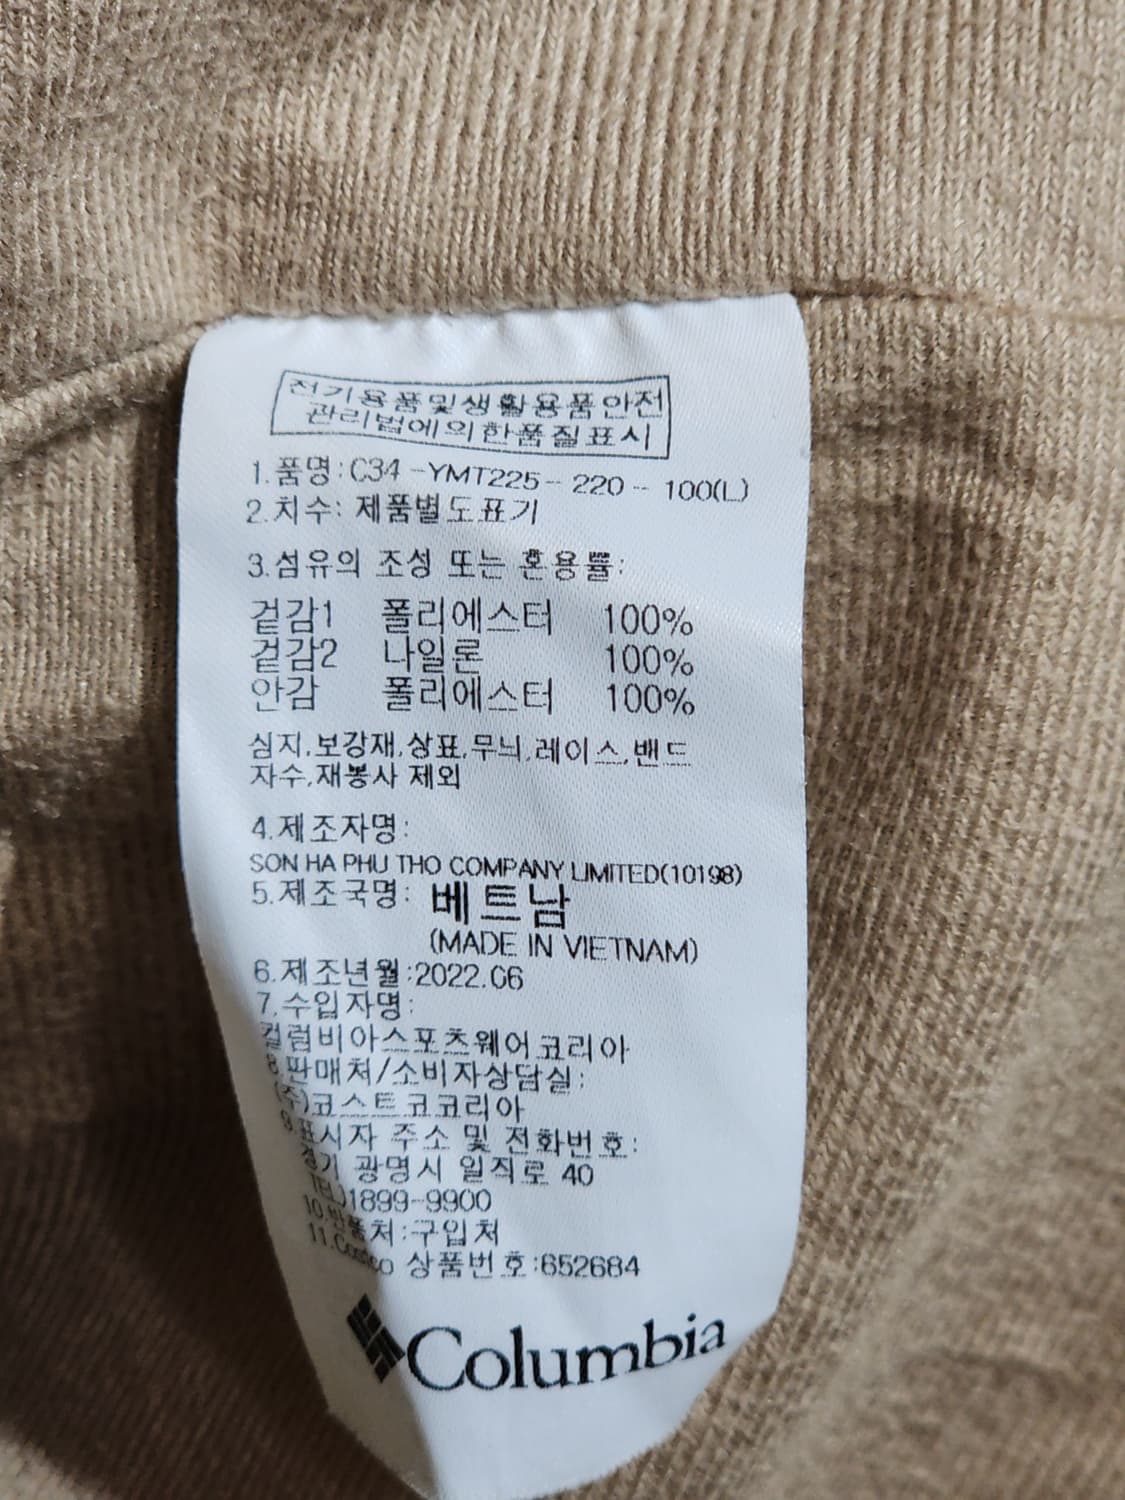 전기용품및생활용품안전
관리법에의한품질표시
1.품명:C34-YMT225-220--100(L)
2.치수: 제품별도표기
3.섬유의 조성 또는 혼용률:
겉감1 폴리에스터 100%
겉감2 나일론 100%
안감 폴리에스터 100%
심지,보강재,상표,무늬,레이스,밴드
자수,재봉사 제외
4.제조자명:
SON HA PHU THO COMPANY LIMITED(10198)
5.제조국명: 베트남
(MADE IN VIETNAM)
6.제조년월:2022.06
7.수입자명:
컬럼비아스포츠웨어코리아
8.판매처/소비자상담실:
(주)코스트코코리아
9.표시자 주소 및 전화번호:
경기 광명시 일직로 40
TEL)1899-9900
10.반품처:구입처
11.Costco 상품번호:652684
Columbia